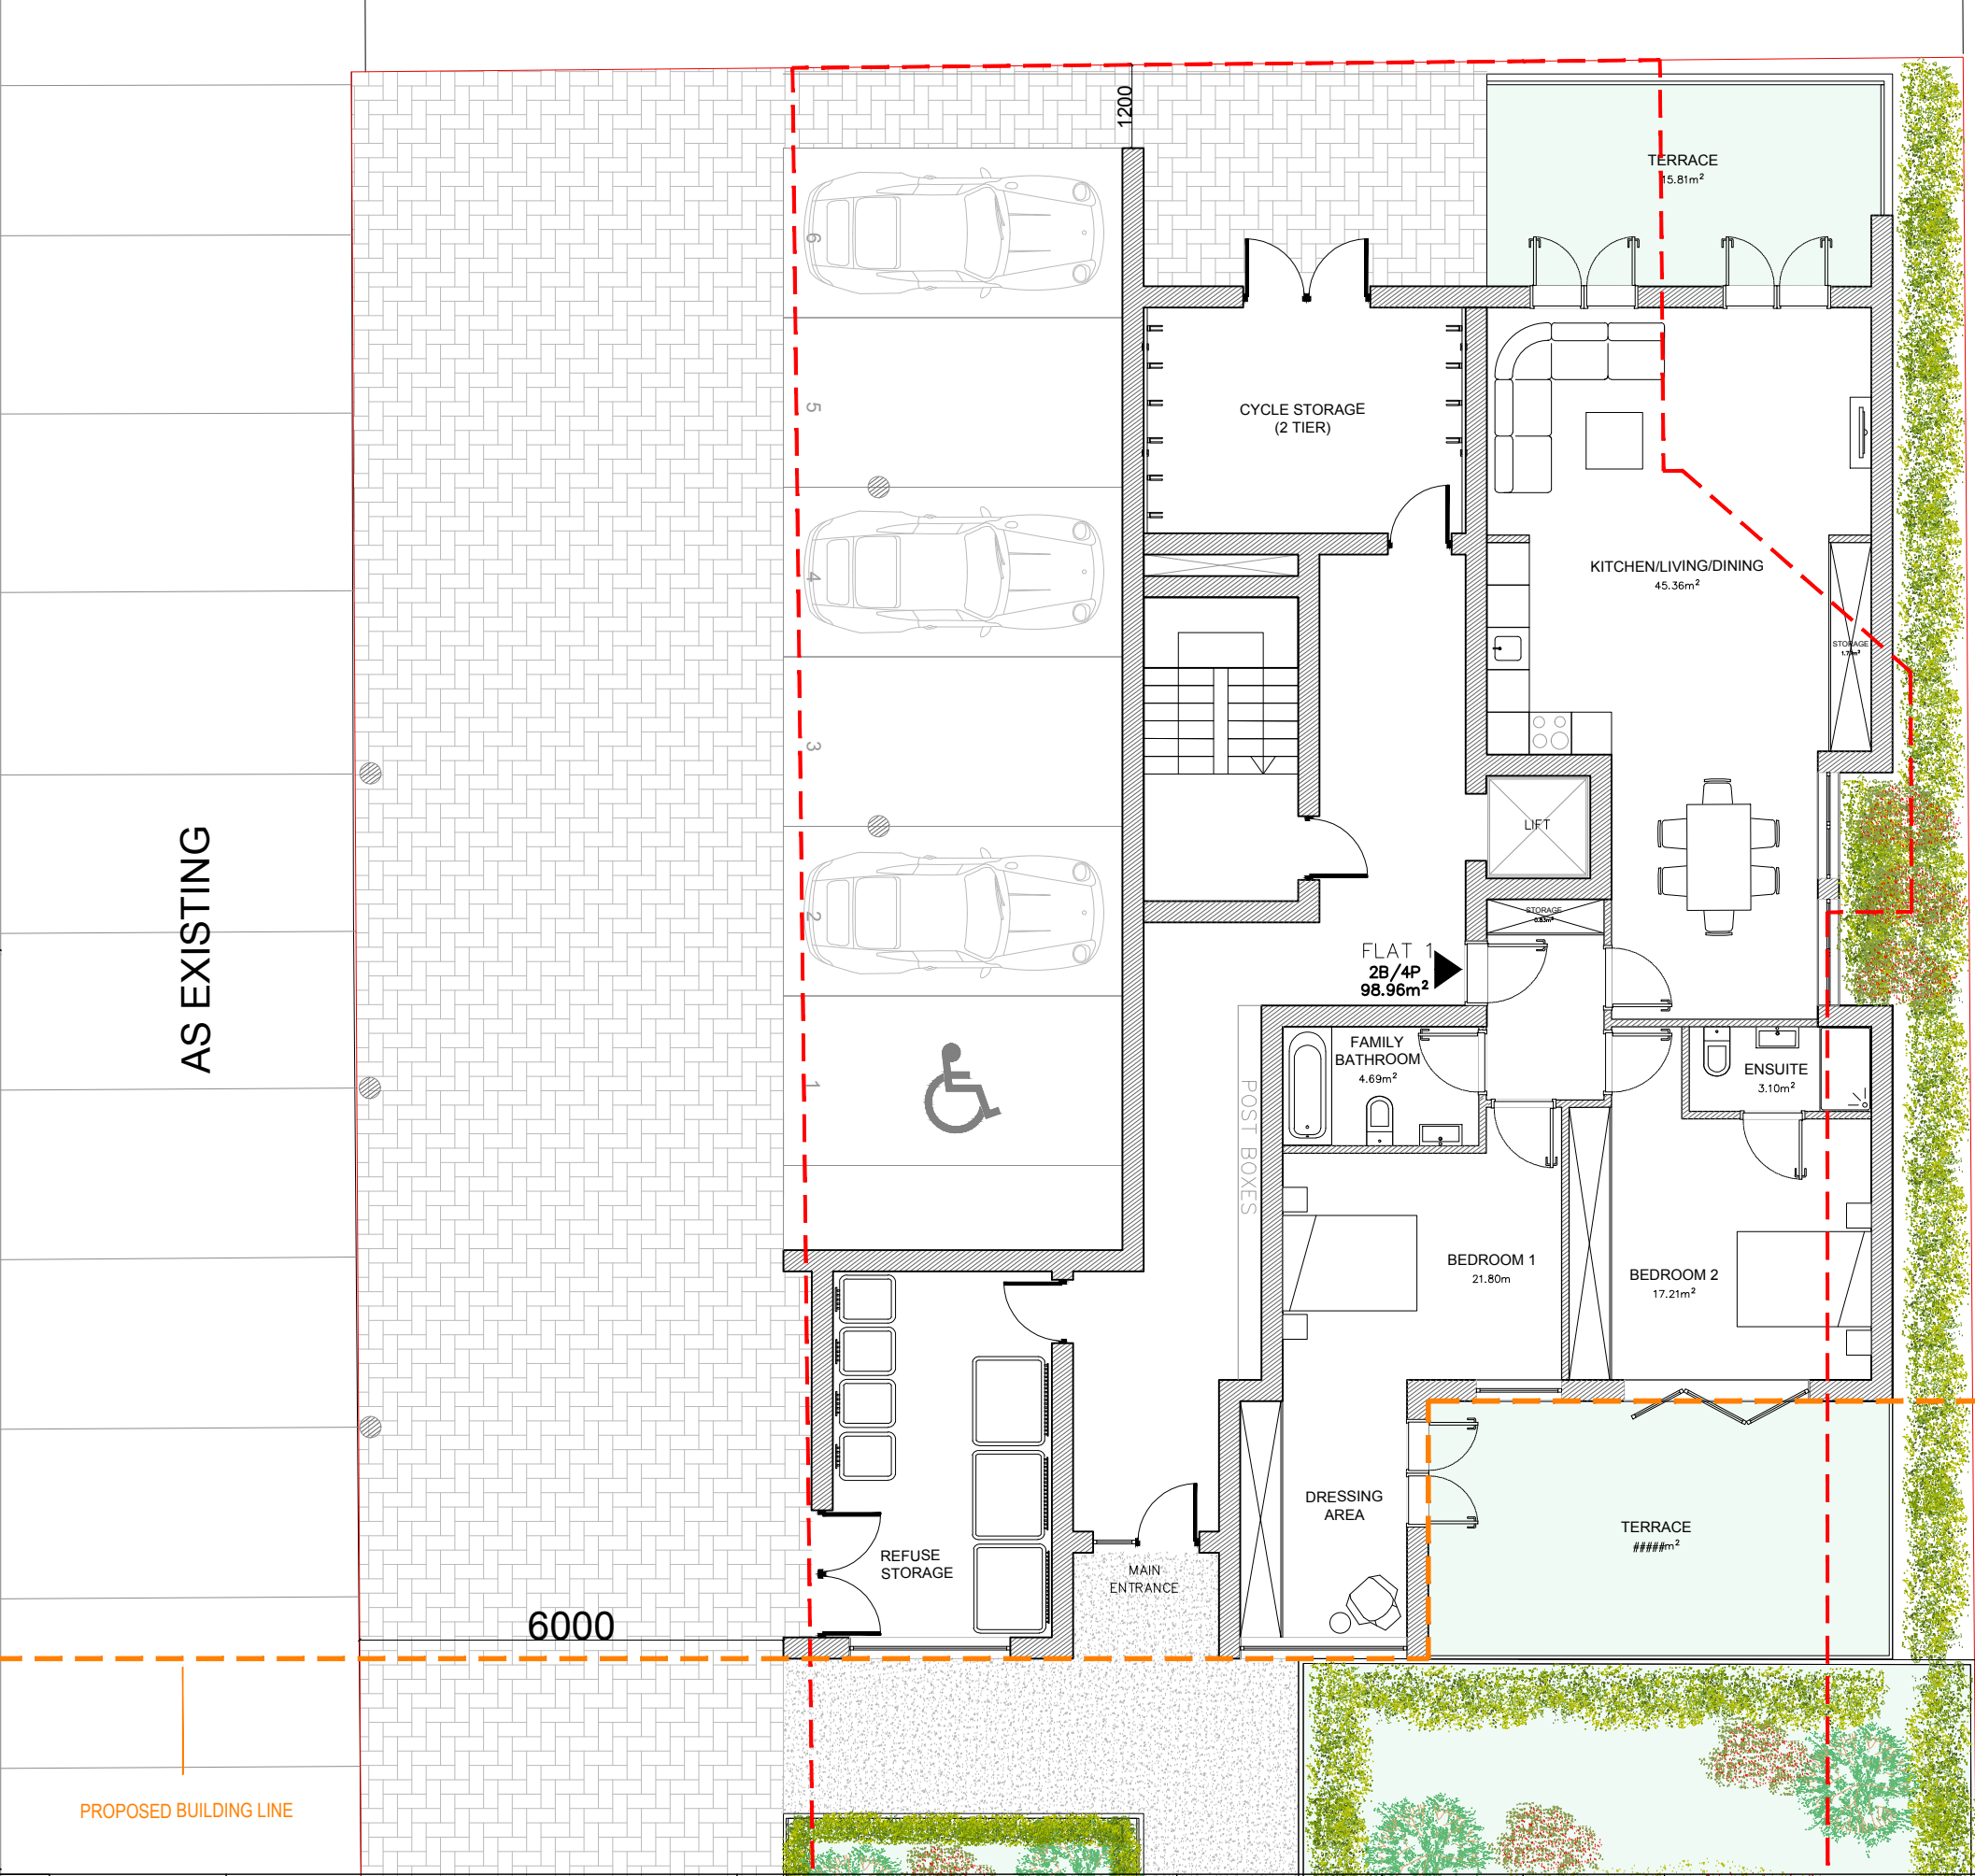 1200
TERRACE
15.81m²
6
5
4
3
2
1
CYCLE STORAGE
(2 TIER)
KITCHEN/LIVING/DINING
45.36m²
STORAGE
LIFT
STORAGE
FLAT 1
2B/4P
98.96m²
FAMILY
BATHROOM
4.69m²
ENSUITE
3.10m²
POST BOXES
BEDROOM 1
21.80m
BEDROOM 2
17.21m²
DRESSING
AREA
TERRACE
#####m²
REFUSE
STORAGE
MAIN
ENTRANCE
AS EXISTING
6000
PROPOSED BUILDING LINE